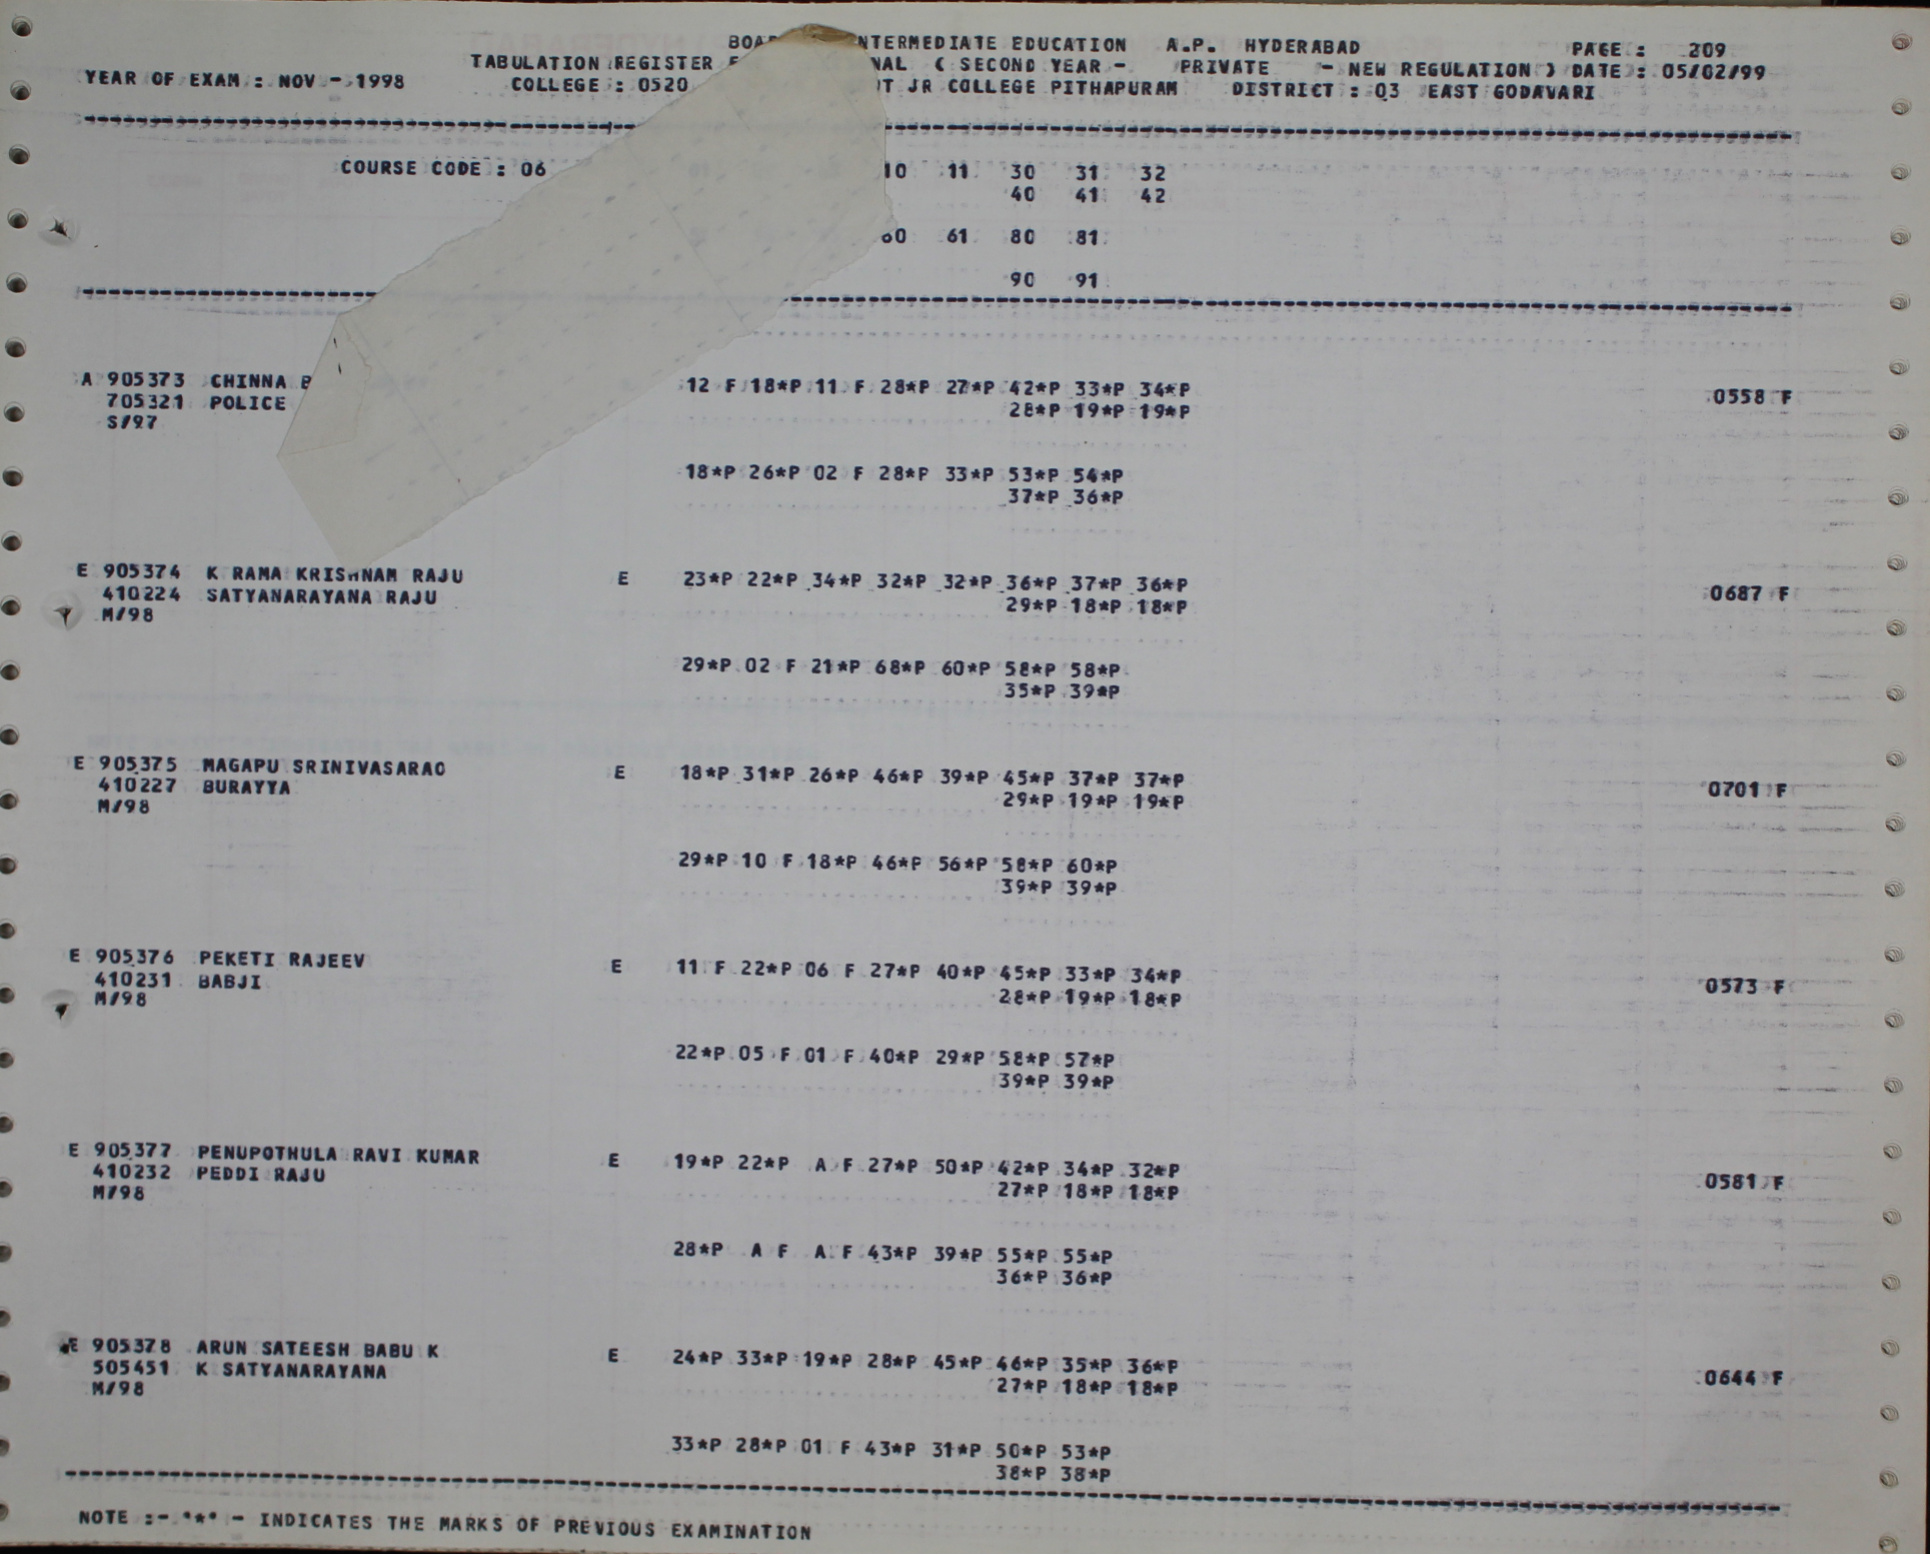 INTERMEDIATE EDUCATION A.P. HYDERABAD PAGE : 209
TABULATION REGISTER ( SECOND YEAR - PRIVATE - NEW REGULATION ) DATE : 05/02/99
YEAR OF EXAM : NOV - 1998 COLLEGE : 0520 JR COLLEGE PITHAPURAM DISTRICT : 03 EAST GODAVARI
COURSE CODE : 06 10 11 30 31 32
40 41 42
60 61 80 81
90 91
A 905373 CHINNA 12 F 18*P 11 F 28*P 27*P 42*P 33*P 34*P 0558 F
705321 POLICE 28*P 19*P 19*P
S/97
18*P 26*P 02 F 28*P 33*P 53*P 54*P
37*P 36*P
E 905374 K RAMA KRISHNAM RAJU E 23*P 22*P 34*P 32*P 32*P 36*P 37*P 36*P 0687 F
410224 SATYANARAYANA RAJU 29*P 18*P 18*P
M/98
29*P 02 F 21*P 68*P 60*P 58*P 58*P
35*P 39*P
E 905375 MAGAPU SRINIVASARAO E 18*P 31*P 26*P 46*P 39*P 45*P 37*P 37*P 0701 F
410227 BURAYYA 29*P 19*P 19*P
M/98
29*P 10 F 18*P 46*P 56*P 58*P 60*P
39*P 39*P
E 905376 PEKETI RAJEEV E 11 F 22*P 06 F 27*P 40*P 45*P 33*P 34*P 0573 F
410231 BABJI 28*P 19*P 18*P
M/98
22*P 05 F 01 F 40*P 29*P 58*P 57*P
39*P 39*P
E 905377 PENUPOTHULA RAVI KUMAR E 19*P 22*P A F 27*P 50*P 42*P 34*P 32*P 0581 F
410232 PEDDI RAJU 27*P 18*P 18*P
M/98
28*P A F A F 43*P 39*P 55*P 55*P
36*P 36*P
E 905378 ARUN SATEESH BABU K E 24*P 33*P 19*P 28*P 45*P 46*P 35*P 36*P 0644 F
505451 K SATYANARAYANA 27*P 18*P 18*P
M/98
33*P 28*P 01 F 43*P 31*P 50*P 53*P
38*P 38*P
NOTE :- '*' - INDICATES THE MARKS OF PREVIOUS EXAMINATION